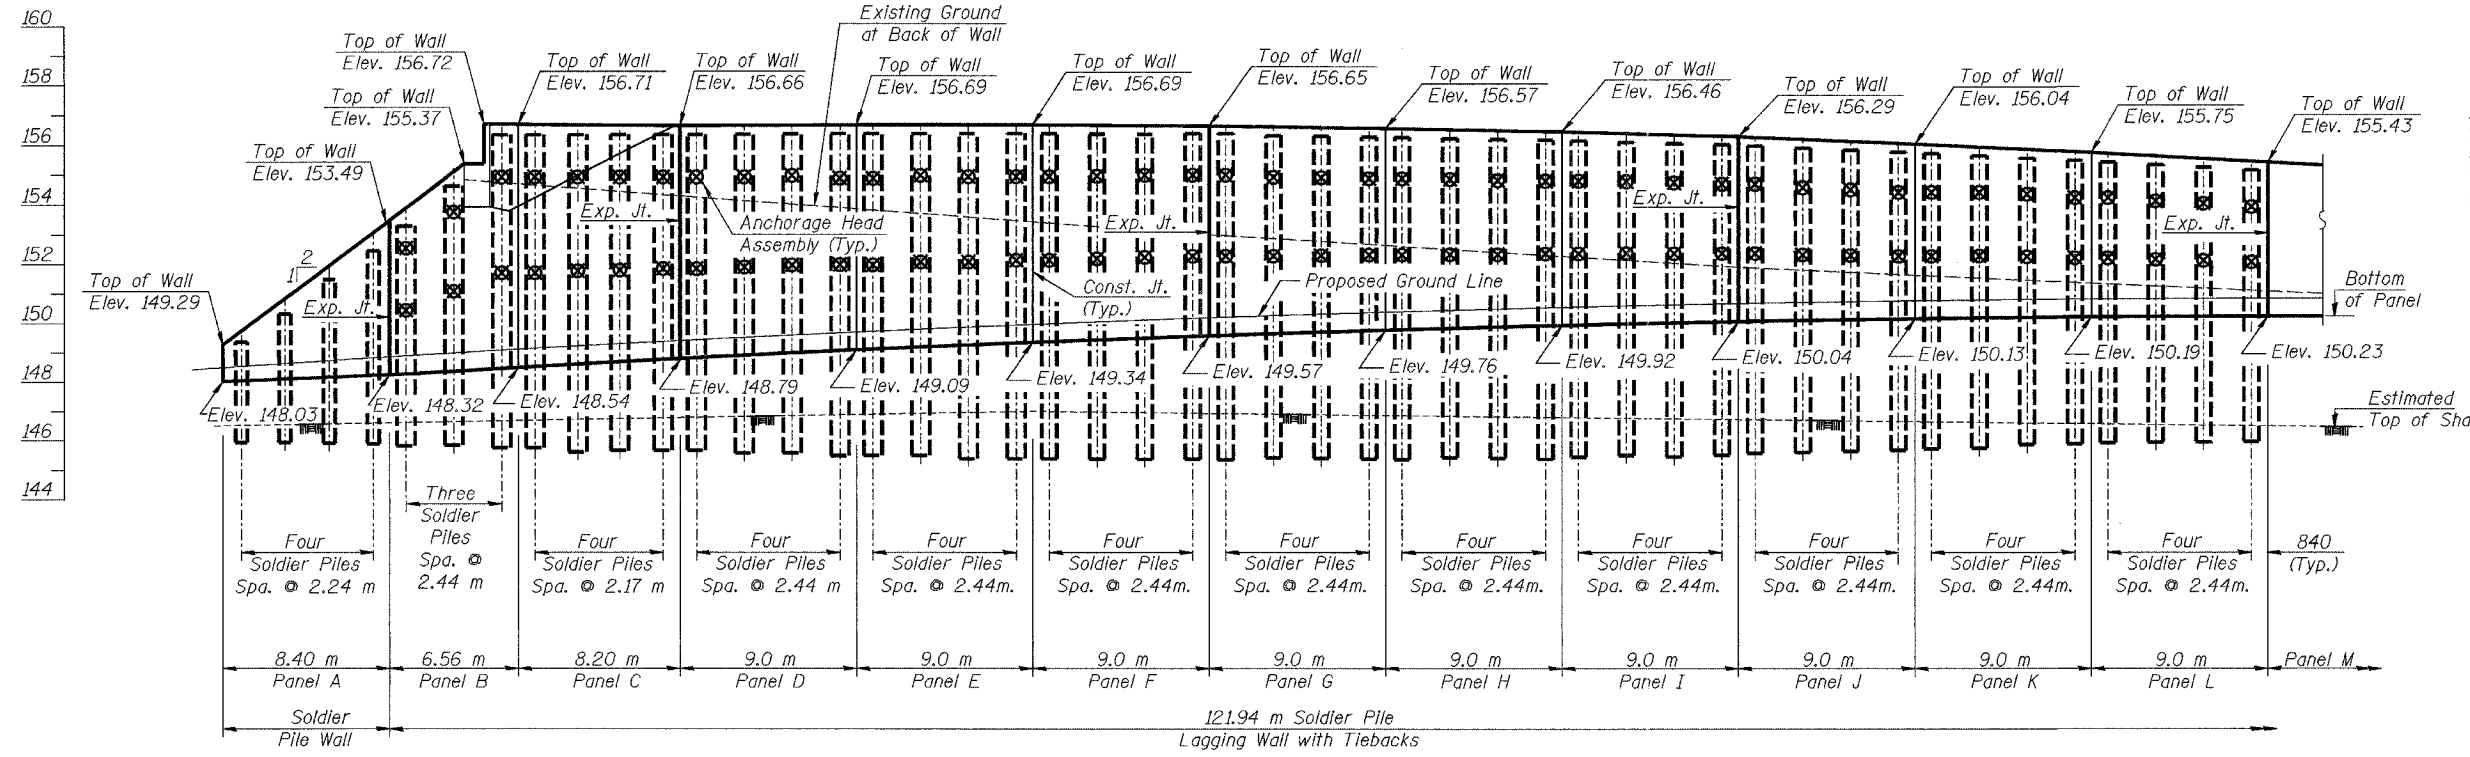 160
158
156
154
152
150
148
146
144
Existing Ground
at Back of Wall
Top of Wall
Elev. 156.72
Top of Wall
Elev. 155.37
Top of Wall
Elev. 153.49
Top of Wall
Elev. 149.29
Top of Wall
Elev. 156.71
Top of Wall
Elev. 156.66
Top of Wall
Elev. 156.69
Top of Wall
Elev. 156.69
Top of Wall
Elev. 156.65
Top of Wall
Elev. 156.57
Top of Wall
Elev. 156.46
Top of Wall
Elev. 156.29
Top of Wall
Elev. 156.04
Top of Wall
Elev. 155.75
Top of Wall
Elev. 155.43
2
1
Exp. Jt.
Exp. Jt.
Anchorage Head
Assembly (Typ.)
Exp. Jt.
Const. Jt.
(Typ.)
Proposed Ground Line
Exp. Jt.
Exp. Jt.
Bottom
of Panel
Elev. 148.03
Elev. 148.32
Elev. 148.54
Elev. 148.79
Elev. 149.09
Elev. 149.34
Elev. 149.57
Elev. 149.76
Elev. 149.92
Elev. 150.04
Elev. 150.13
Elev. 150.19
Elev. 150.23
Estimated
Top of Sha
Four
Soldier Piles
Spa. @ 2.24 m
Three
Soldier
Piles
Spa. @
2.44 m
Four
Soldier Piles
Spa. @ 2.17 m
Four
Soldier Piles
Spa. @ 2.44 m
Four
Soldier Piles
Spa. @ 2.44m.
Four
Soldier Piles
Spa. @ 2.44m.
Four
Soldier Piles
Spa. @ 2.44m.
Four
Soldier Piles
Spa. @ 2.44m.
Four
Soldier Piles
Spa. @ 2.44m.
Four
Soldier Piles
Spa. @ 2.44m.
Four
Soldier Piles
Spa. @ 2.44m.
Four
Soldier Piles
Spa. @ 2.44m.
840
(Typ.)
8.40 m
Panel A
6.56 m
Panel B
8.20 m
Panel C
9.0 m
Panel D
9.0 m
Panel E
9.0 m
Panel F
9.0 m
Panel G
9.0 m
Panel H
9.0 m
Panel I
9.0 m
Panel J
9.0 m
Panel K
9.0 m
Panel L
Panel M
Soldier
Pile Wall
121.94 m Soldier Pile
Lagging Wall with Tiebacks